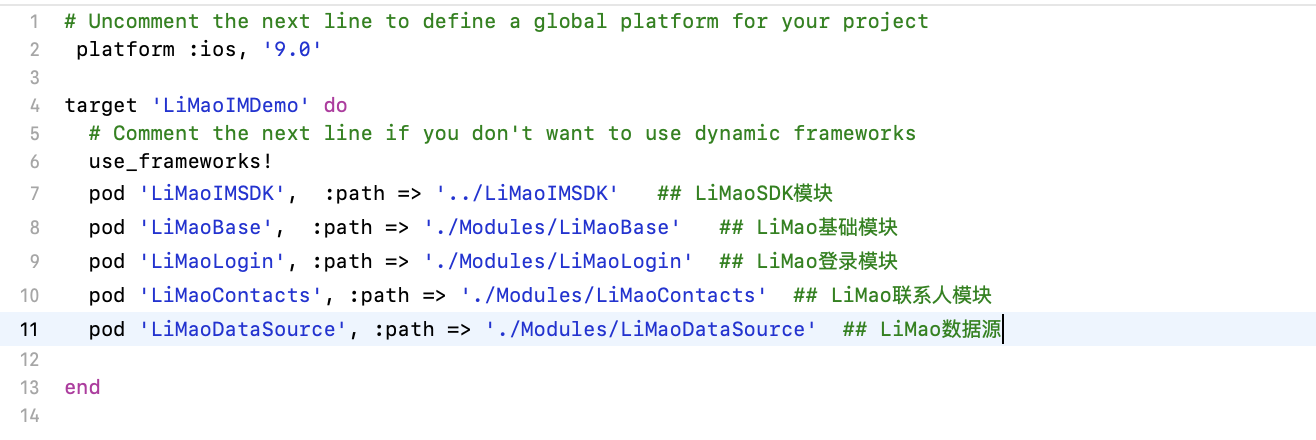 1 # Uncomment the next line to define a global platform for your project
2  platform :ios, '9.0'
3
4 target 'LiMaoIMDemo' do
5   # Comment the next line if you don't want to use dynamic frameworks
6   use_frameworks!
7   pod 'LiMaoIMSDK',  :path => '../LiMaoIMSDK'   ## LiMaoSDK模块
8   pod 'LiMaoBase',  :path => './Modules/LiMaoBase'   ## LiMao基础模块
9   pod 'LiMaoLogin', :path => './Modules/LiMaoLogin'  ## LiMao登录模块
10   pod 'LiMaoContacts', :path => './Modules/LiMaoContacts'  ## LiMao联系人模块
11   pod 'LiMaoDataSource', :path => './Modules/LiMaoDataSource'  ## LiMao数据源
12
13 end
14